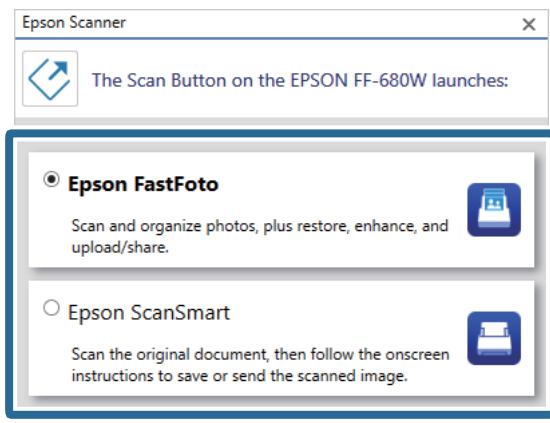 Epson Scanner
The Scan Button on the EPSON FF-680W launches:
Epson FastFoto
Scan and organize photos, plus restore, enhance, and
upload/share.
Epson ScanSmart
Scan the original document, then follow the onscreen
instructions to save or send the scanned image.